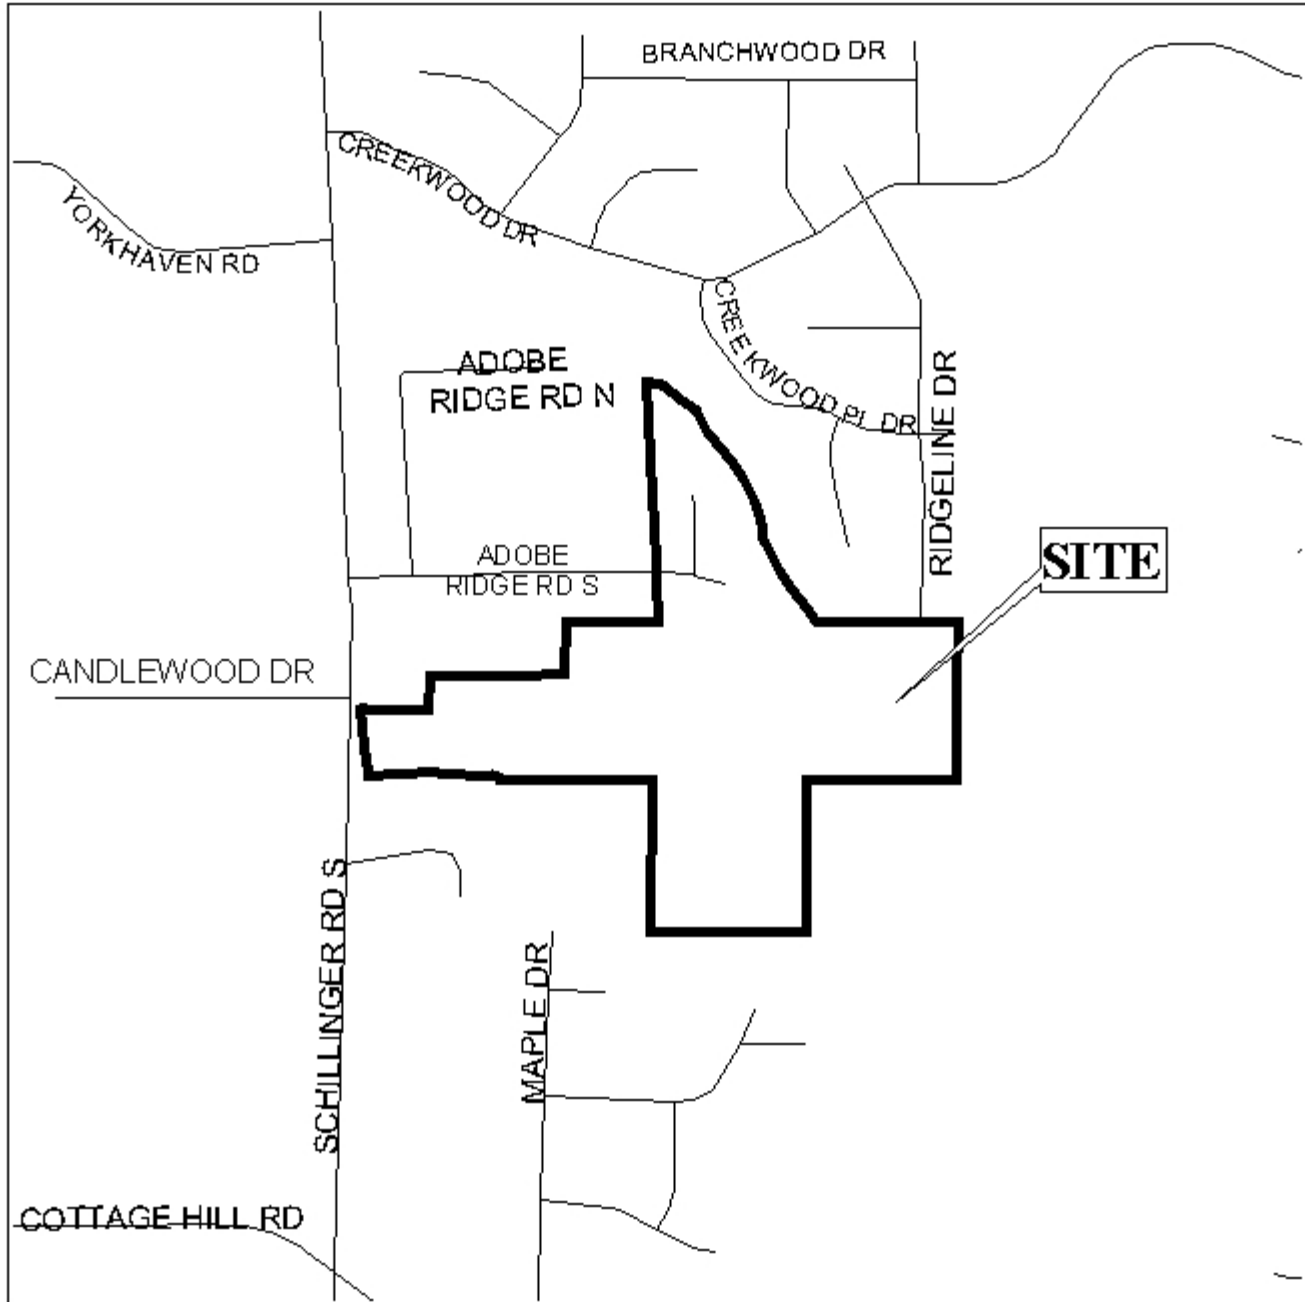 BRANCHWOOD DR
CREEKWOOD DR
YORKHAVEN RD
CREEKWOOD PL DR
ADOBE
RIDGE RD N
RIDGELINE DR
ADOBE
RIDGE RD S
SITE
CANDLEWOOD DR
SCHILLINGER RD S
MAPLE DR
COTTAGE HILL RD